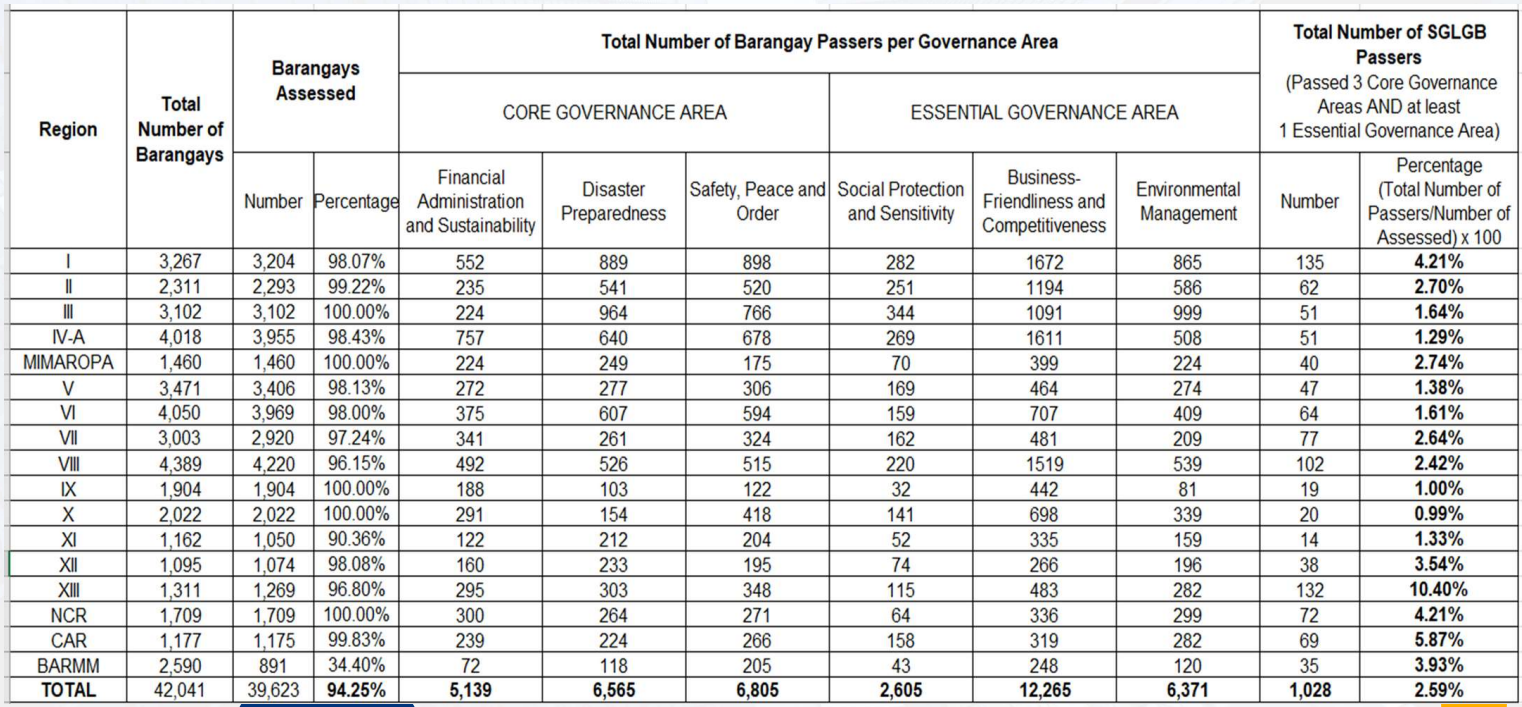 Region
Total
Number of
Barangays
Barangays
Assessed
Total Number of Barangay Passers per Governance Area
Total Number of SGLGB
Passers
(Passed 3 Core Governance
Areas AND at least
1 Essential Governance Area)
CORE GOVERNANCE AREA
ESSENTIAL GOVERNANCE AREA
Number
Percentage
Financial
Administration
and Sustainability
Disaster
Preparedness
Safety, Peace and
Order
Social Protection
and Sensitivity
Business-
Friendliness and
Competitiveness
Environmental
Management
Number
Percentage
(Total Number of
Passers/Number of
Assessed) x 100
I 3,267 3,204 98.07% 552 889 898 282 1672 865 135 4.21%
II 2,311 2,293 99.22% 235 541 520 251 1194 586 62 2.70%
III 3,102 3,102 100.00% 224 964 766 344 1091 999 51 1.64%
IV-A 4,018 3,955 98.43% 757 640 678 269 1611 508 51 1.29%
MIMAROPA 1,460 1,460 100.00% 224 249 175 70 399 224 40 2.74%
V 3,471 3,406 98.13% 272 277 306 169 464 274 47 1.38%
VI 4,050 3,969 98.00% 375 607 594 159 707 409 64 1.61%
VII 3,003 2,920 97.24% 341 261 324 162 481 209 77 2.64%
VIII 4,389 4,220 96.15% 492 526 515 220 1519 539 102 2.42%
IX 1,904 1,904 100.00% 188 103 122 32 442 81 19 1.00%
X 2,022 2,022 100.00% 291 154 418 141 698 339 20 0.99%
XI 1,162 1,050 90.36% 122 212 204 52 335 159 14 1.33%
XII 1,095 1,074 98.08% 160 233 195 74 266 196 38 3.54%
XIII 1,311 1,269 96.80% 295 303 348 115 483 282 132 10.40%
NCR 1,709 1,709 100.00% 300 264 271 64 336 299 72 4.21%
CAR 1,177 1,175 99.83% 239 224 266 158 319 282 69 5.87%
BARMM 2,590 891 34.40% 72 118 205 43 248 120 35 3.93%
TOTAL 42,041 39,623 94.25% 5,139 6,565 6,805 2,605 12,265 6,371 1,028 2.59%